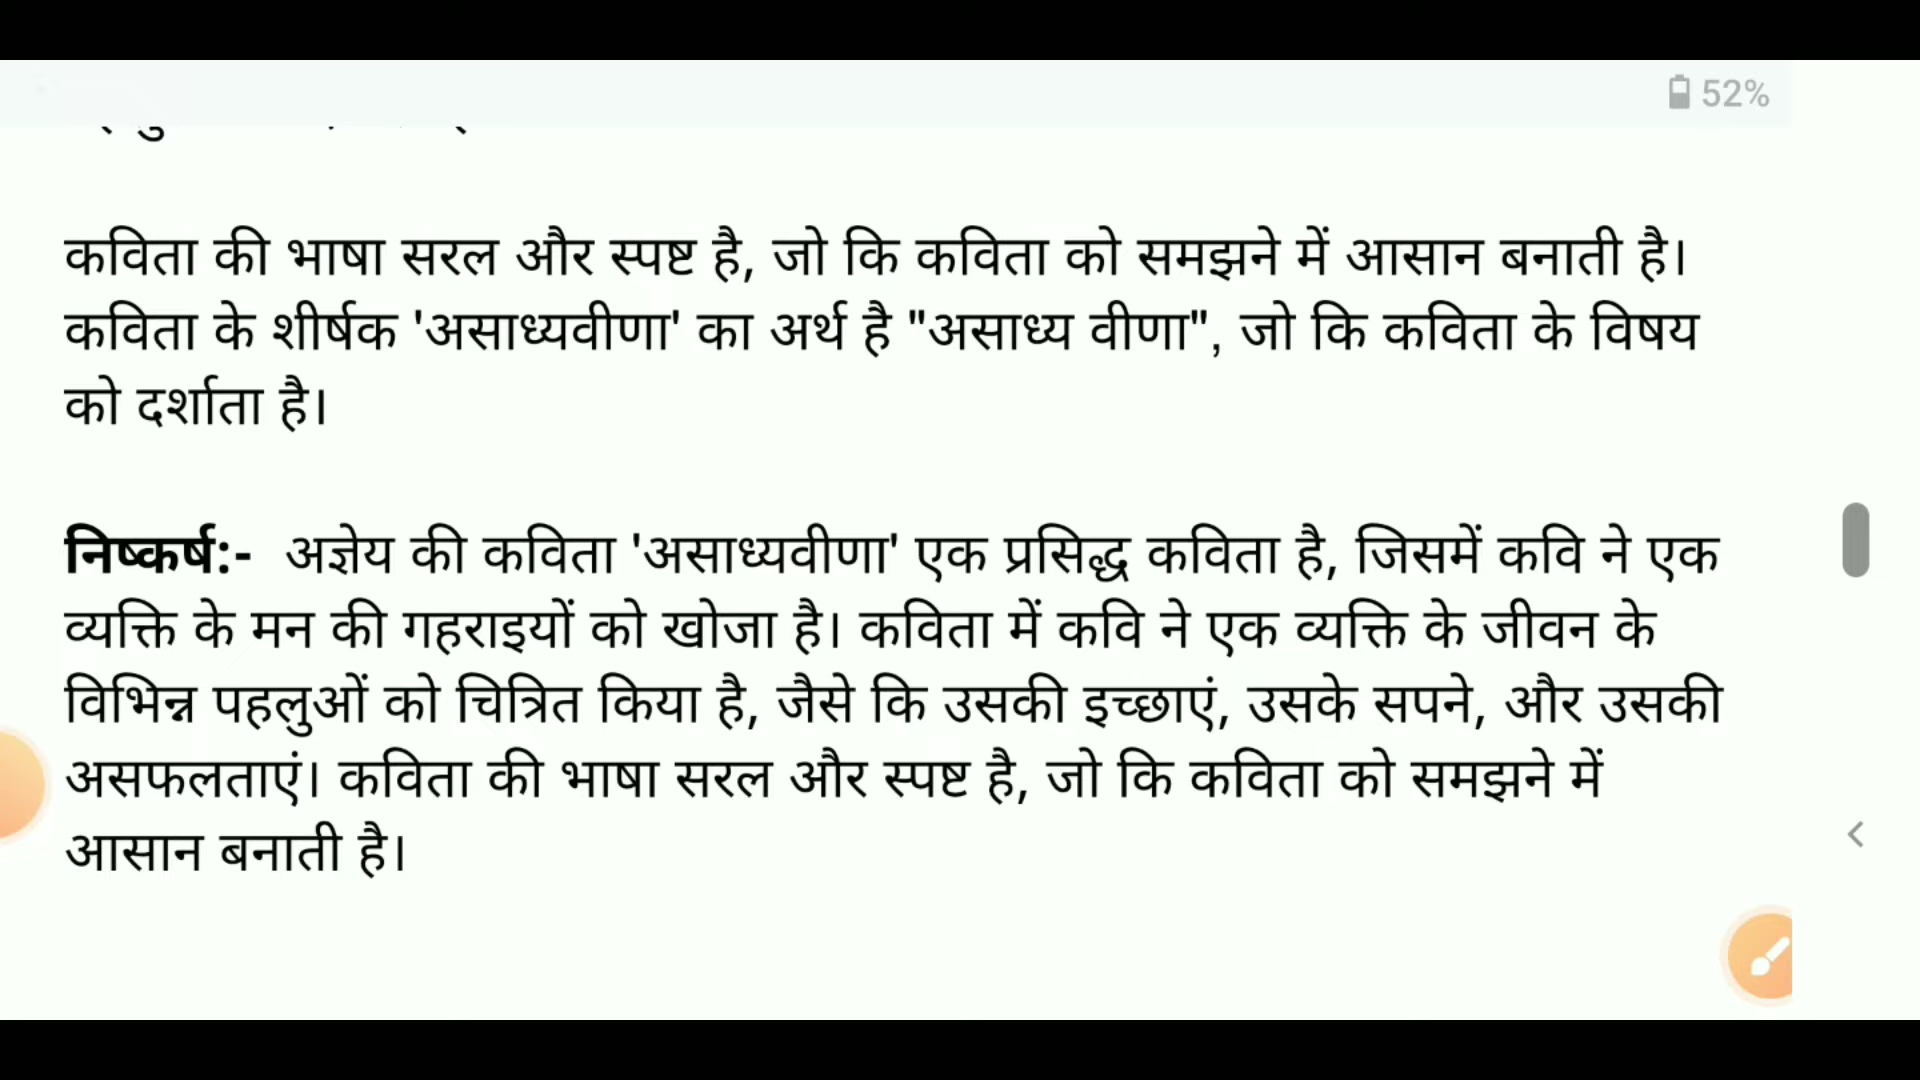 52%
कविता की भाषा सरल और स्पष्ट है, जो कि कविता को समझने में आसान बनाती है।
कविता के शीर्षक 'असाध्यवीणा' का अर्थ है "असाध्य वीणा", जो कि कविता के विषय
को दर्शाता है।
निष्कर्ष:- अज्ञेय की कविता 'असाध्यवीणा' एक प्रसिद्ध कविता है, जिसमें कवि ने एक
व्यक्ति के मन की गहराइयों को खोजा है। कविता में कवि ने एक व्यक्ति के जीवन के
विभिन्न पहलुओं को चित्रित किया है, जैसे कि उसकी इच्छाएं, उसके सपने, और उसकी
असफलताएं। कविता की भाषा सरल और स्पष्ट है, जो कि कविता को समझने में
आसान बनाती है।